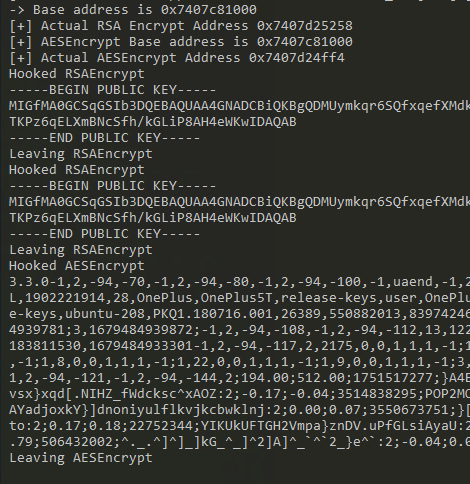 -> Base address is 0x7407c81000
[+] Actual RSA Encrypt Address 0x7407d25258
[+] AESEncrypt Base address is 0x7407c81000
[+] Actual AESEncrypt Address 0x7407d24ff4
Hooked RSAEncrypt
-----BEGIN PUBLIC KEY-----
MIGfMA0GCSqGSIb3DQEBAQUAA4GNADCBiQKBgQDMUymkqr6SQfxqefXMdk
TKPz6qELXmBNcSfh/kGLiP8AH4eWKwIDAQAB
-----END PUBLIC KEY-----
Leaving RSAEncrypt
Hooked RSAEncrypt
-----BEGIN PUBLIC KEY-----
MIGfMA0GCSqGSIb3DQEBAQUAA4GNADCBiQKBgQDMUymkqr6SQfxqefXMdk
TKPz6qELXmBNcSfh/kGLiP8AH4eWKwIDAQAB
-----END PUBLIC KEY-----
Leaving RSAEncrypt
Hooked AESEncrypt
3.3.0-1,2,-94,-70,-1,2,-94,-80,-1,2,-94,-100,-1,uaend,-1,2
L,1902221914,28,OnePlus,OnePlus5T,release-keys,user,OnePlu
e-keys,ubuntu-208,PKQ1.180716.001,26389,550882013,83974246
4939781;3,1679484939872;-1,2,-94,-108,-1,2,-94,-112,13,122
183811530,1679484933301-1,2,-94,-117,2,2175,0,0,1,1,1,-1;1
,-1;1,8,0,0,1,1,1,-1;1,22,0,0,1,1,1,-1;1,9,0,0,1,1,1,-1;3,
1,2,-94,-121,-1,2,-94,-144,2;194.00;512.00;1751517277;}A4E
vsx}xqd[.NIHZ_fWdcksc^xAOZ:2;-0.17;-0.04;3514838295;POP2MO
AYadjoxkY}]dnoniyulflkvjkcbwklnj:2;0.00;0.07;3550673751;}[
to:2;0.17;0.18;22752344;YIKUkUFTGH2Vmpa}znDV.uPfGLsiAyaU:2
.79;506432002;^._.^]^]_]kG_^_]^2]A]^_`^`2_}e^`:2;-0.04;0.0
Leaving AESEncrypt